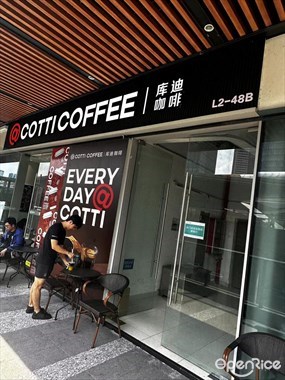 @COTTI COFFEE
库迪
咖啡
L2-48B
@ COTTI COFFEE | 库迪咖啡
EVERY
DAY@
COTTI
OpenRice